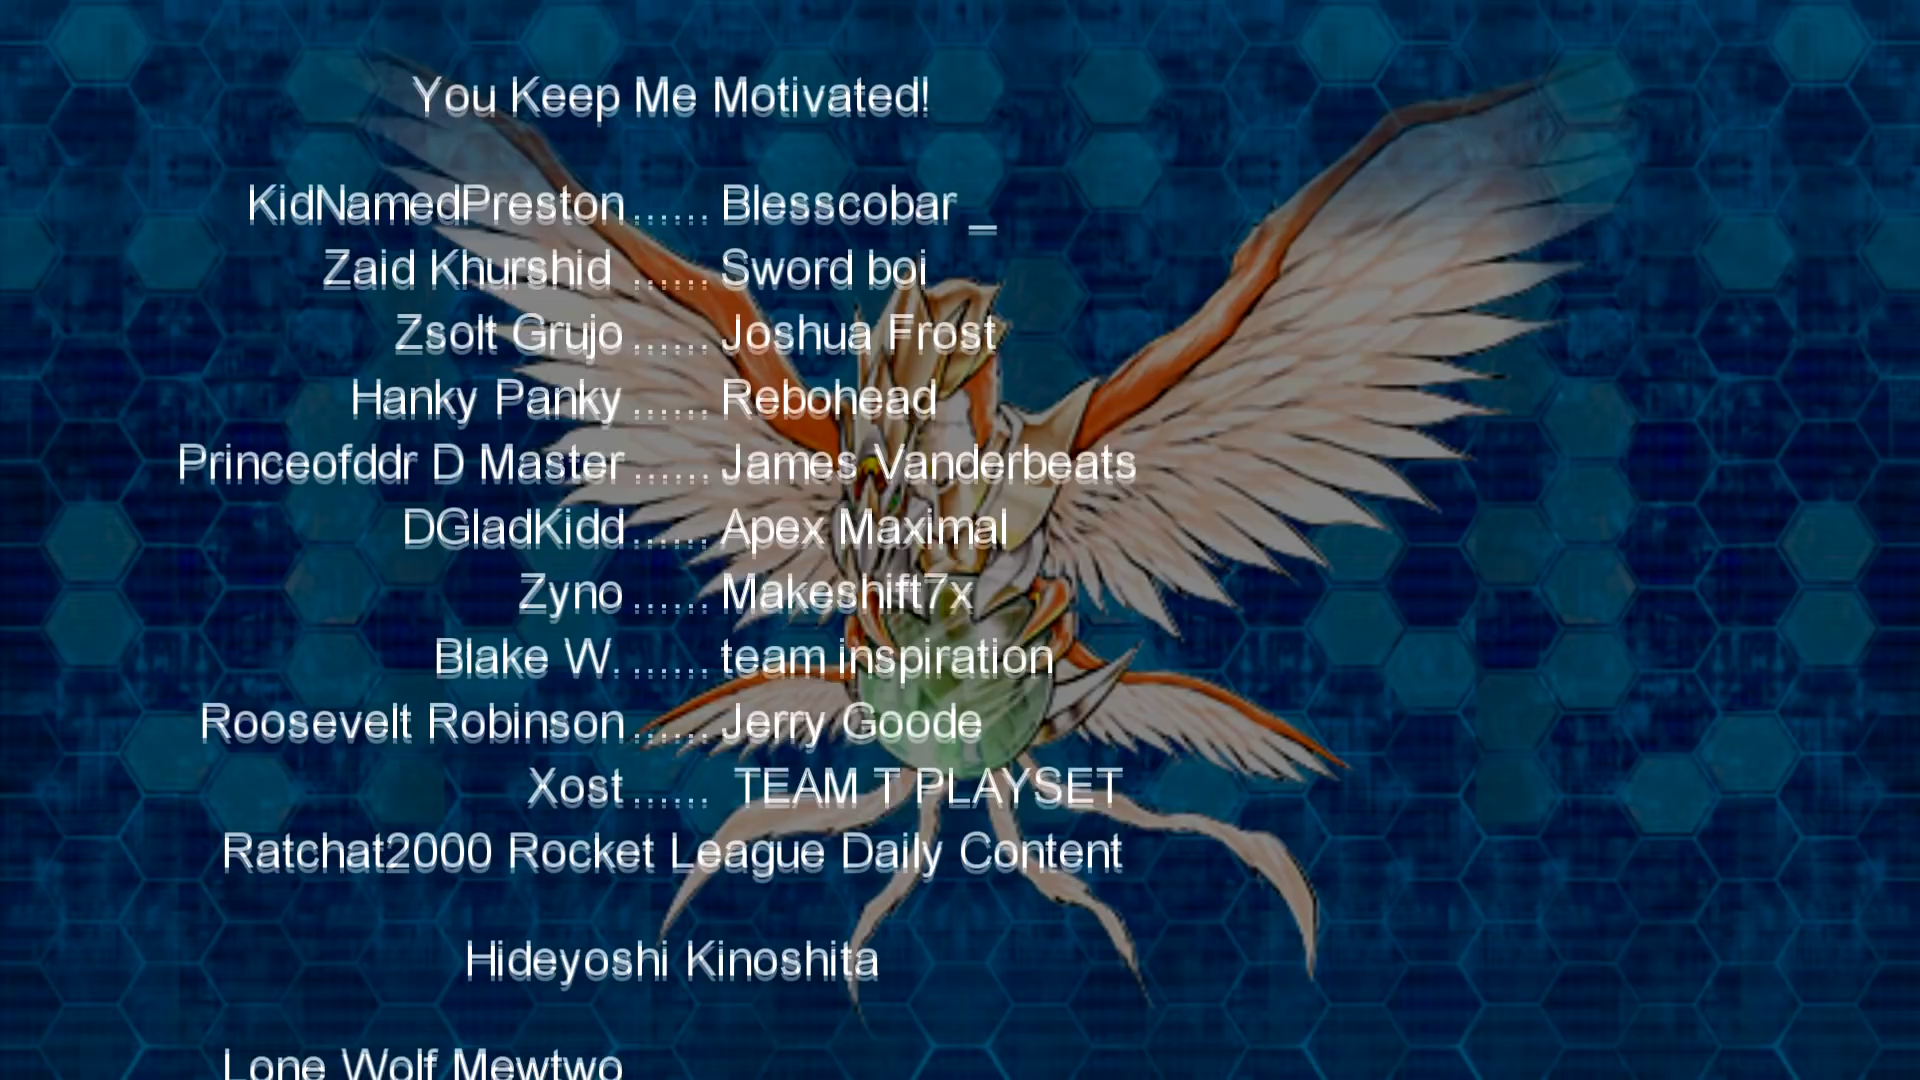 You Keep Me Motivated!
KidNamedPreston ...... Blesscobar _
Zaid Khurshid ...... Sword boi
Zsolt Grujo ...... Joshua Frost
Hanky Panky ...... Rebohead
Princeofddr D Master ...... James Vanderbeats
DGladKidd ...... Apex Maximal
Zyno ...... Makeshift7x
Blake W. ...... team inspiration
Roosevelt Robinson ...... Jerry Goode
Xost ...... TEAM T PLAYSET
Ratchat2000 Rocket League Daily Content
Hideyoshi Kinoshita
Lone Wolf Mewtwo